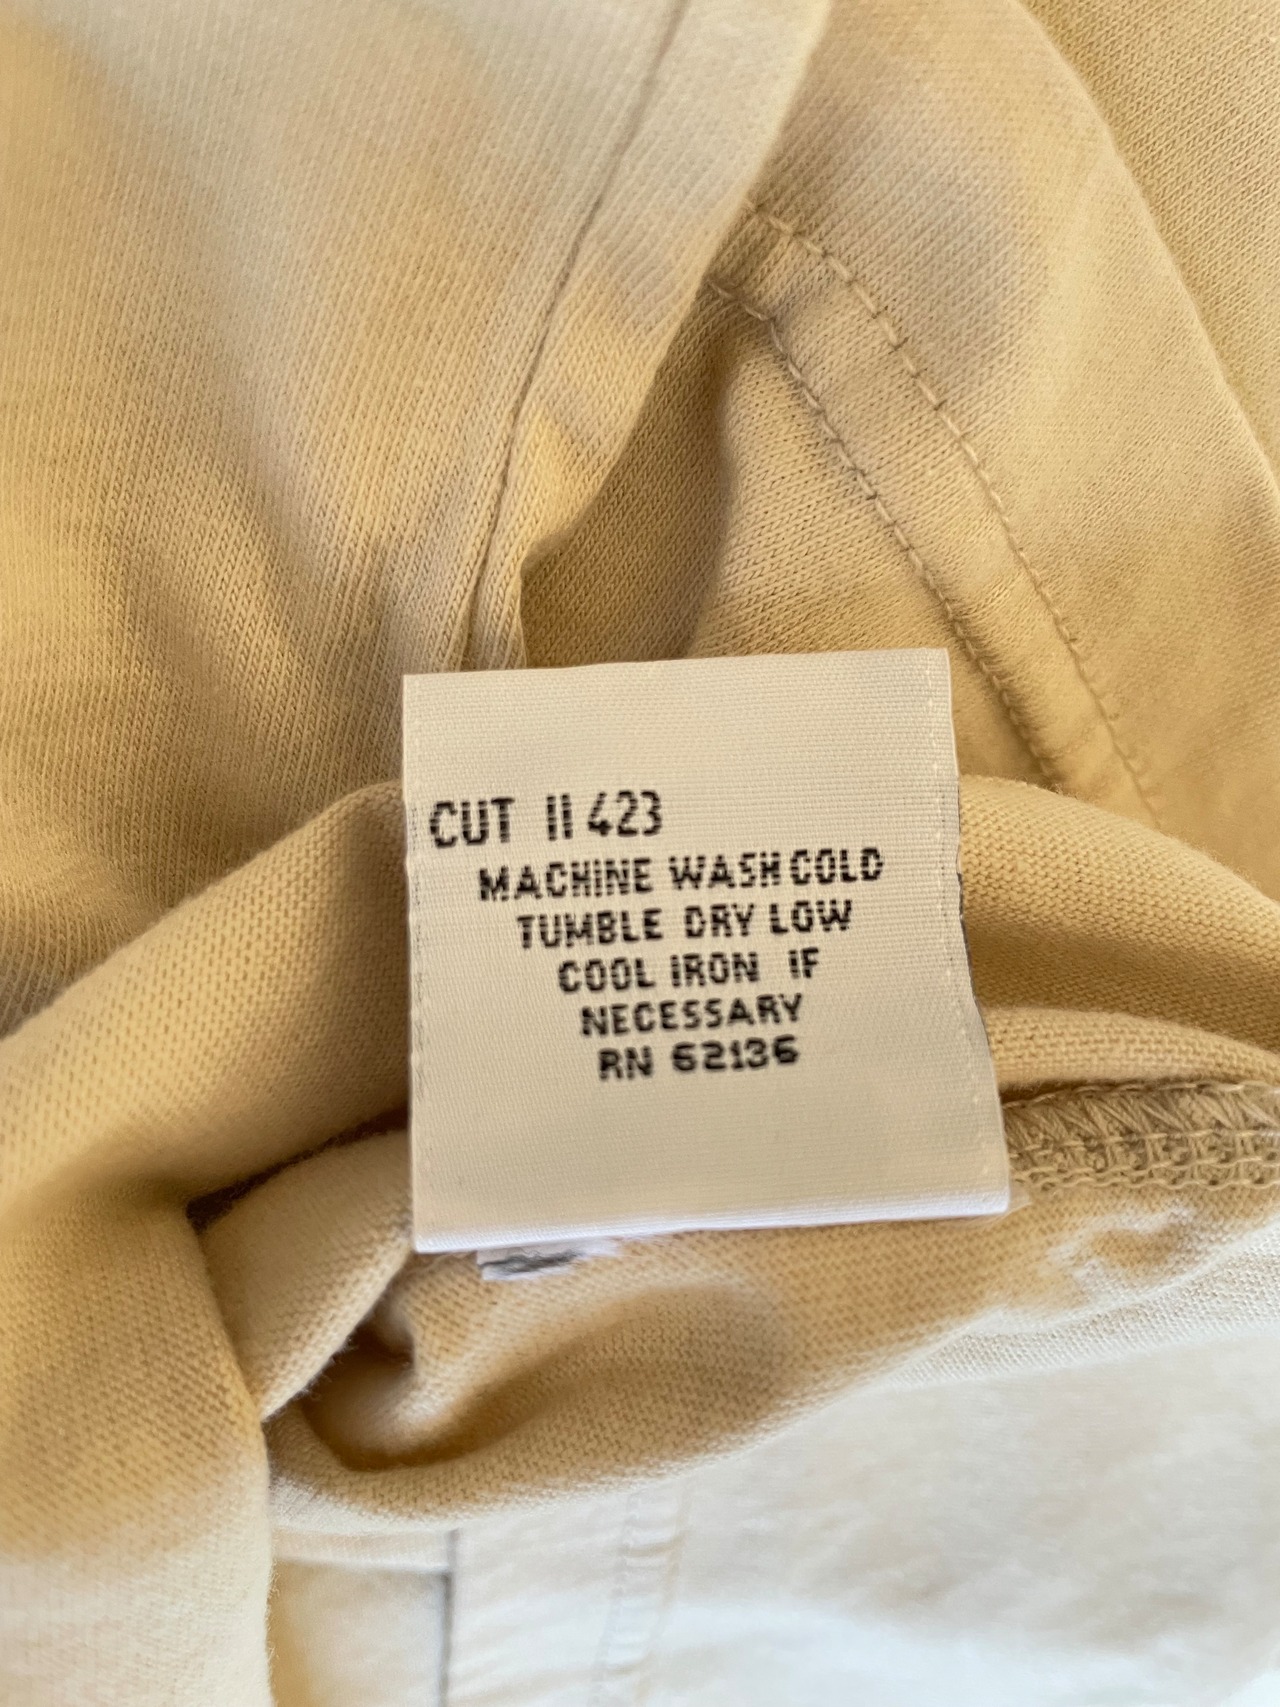 CUT 11423
MACHINE WASH COLD
TUMBLE DRY LOW
COOL IRON IF
NECESSARY
RN 62136